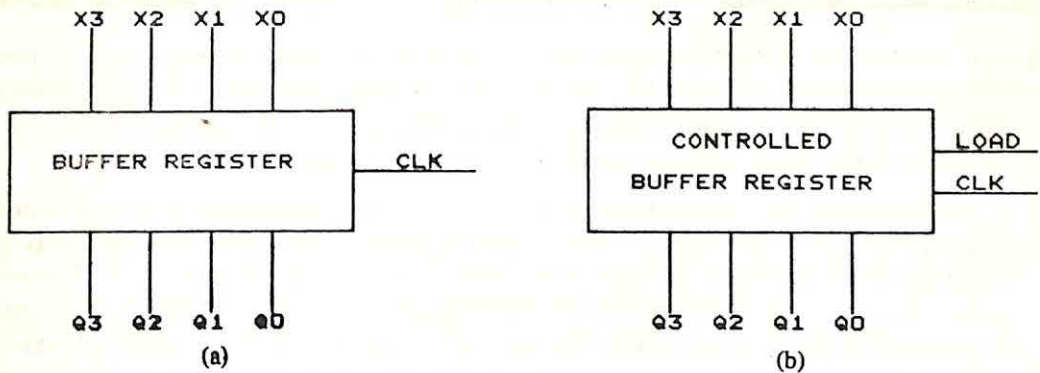 X3 X2 X1 X0
BUFFER REGISTER
CLK
Q3 Q2 Q1 Q0
(a)
X3 X2 X1 X0
CONTROLLED
BUFFER REGISTER
LOAD
CLK
Q3 Q2 Q1 Q0
(b)